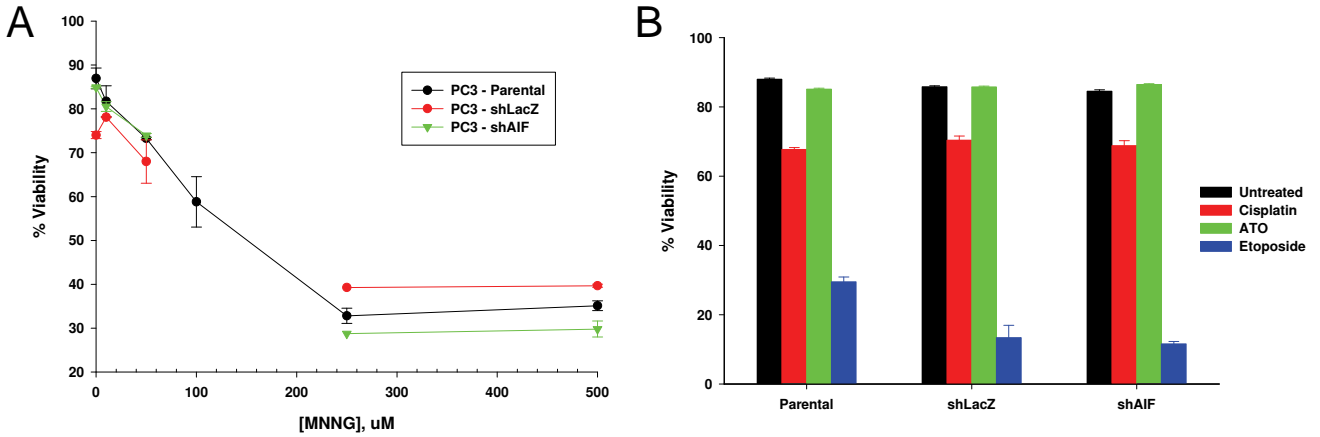 A
100
90
80
70
60
50
40
30
20
% Viability
0
100
200
300
400
500
[MNNG], uM
PC3 - Parental
PC3 - shLacZ
PC3 - shAIF
B
100
80
60
40
20
0
% Viability
Parental
shLacZ
shAIF
Untreated
Cisplatin
ATO
Etoposide